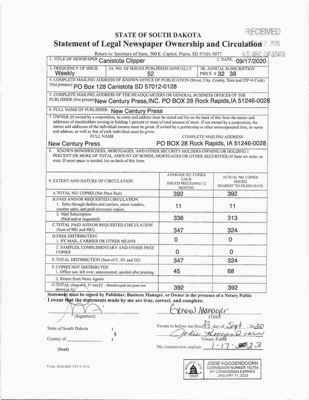 RECEIVED
STATE OF SOUTH DAKOTA
Statement of Legal Newspaper Ownership and Circulation
Return to: Secretary of State, 500 E. Capitol, Pierre, SD 57501-5077
S.D. SEC. OF STATE
1. TITLE OF NEWSPAPER Canistota Clipper 2. DATE 09/17/2020
3. FREQUENCY OF ISSUE
Weekly
3A. NO. OF ISSUES PUBLISHED ANNUALLY
52
3B. ANNUAL SUBSCRIPTION
PRICE $ 32 38
4. COMPLETE MAILING ADDRESS OF KNOWN OFFICE OF PUBLICATION (Street, City, County, State and ZIP+4 Code)
(Not printer) PO Box 128 Canistota SD 57012-0128
5. COMPLETE MAILING ADDRESS OF THE HEADQUARTERS OR GENERAL BUSINESS OFFICES OF THE
PUBLISHER (Not printer) New Century Press,INC. PO BOX 28 Rock Rapids,IA 51246-0028
6. FULL NAME OF PUBLISHER: New Century Press
7. OWNER (If owned by a corporation, its name and address must be stated and also on the back of this form the names and
addresses of stockholders owning or holding 1 percent or more of total amount of stock. If not owned by a corporation, the
names and addresses of the individual owners must be given. If owned by a partnership or other unincorporated firm, its name
and address, as well as that of each individual must be given.)
FULL NAME COMPLETE MAILING ADDRESS
New Century Press PO BOX 28 Rock Rapids, IA 51246-0028
8. KNOWN BONDHOLDERS, MORTGAGES, AND OTHER SECURITY HOLDERS OWNING OR HOLDING 1
PERCENT OR MORE OF TOTAL AMOUNT OF BONDS, MORTGAGES OR OTHER SECURITIES (If there are none, so
state. If more space is needed, list on back of this form.
9. EXTENT AND NATURE OF CIRCULATION
AVERAGE NO. COPIES
EACH
ISSUED PRECEDING 12
MONTHS
ACTUAL NO. COPIES
ISSUED
NEAREST TO FILING DATE
A. TOTAL NO. COPIES (Net Press Run) 392 392
B. PAID AND/OR REQUESTED CIRCULATION
1. Sales through dealers and carriers, street vendors,
counter sales, and paid electronic copies. 11 11
2. Mail Subscription
(Paid and or requested) 336 313
C. TOTAL PAID AND/OR REQUESTED CIRCULATION
(Sum of 9B1 and 9B2) 347 324
D. FREE DISTRIBUTION
1. BY MAIL, CARRIER OR OTHER MEANS 0 0
2. SAMPLES, COMPLIMENTARY AND OTHER FREE
COPIES 0 0
E. TOTAL DISTRIBUTION (Sum of C, D1 and D2) 347 324
F. COPIES NOT DISTRIBUTED
1. Office use, left over, unaccounted, spoiled after printing 45 68
2. Return from News Agents
G. TOTAL (Sum of E, F1 and F2 - Should equal net press run
shown in A) 392 392
Statement must be signed by Publisher, Business Manager, or Owner in the presence of a Notary Public
I swear that the statements made by me are true, correct, and complete:
General Manager
(Signature) (Title)
State of South Dakota )
Sworn to before me this day of Sept 2020
Jodie Hoogendoorn
County of ) Notary Public
(Seal) My commission expires: 1-17-23
JODIE HOOGENDOORN
MY COMMISSION EXPIRES
JANUARY 17, 2023